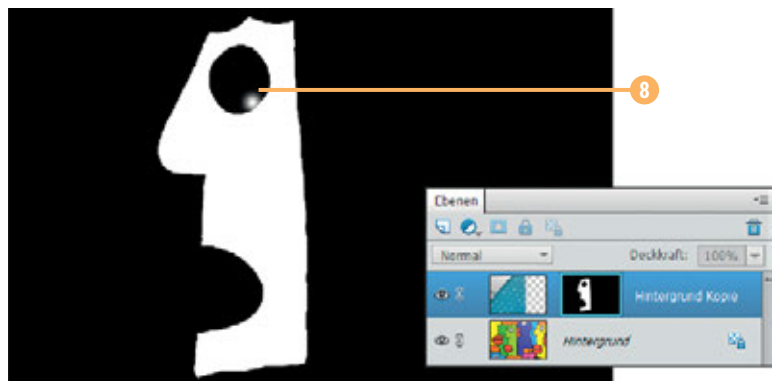 8
Ebenen
Normal Deckkraft: 100%
Hintergrund Kopie
Hintergrund